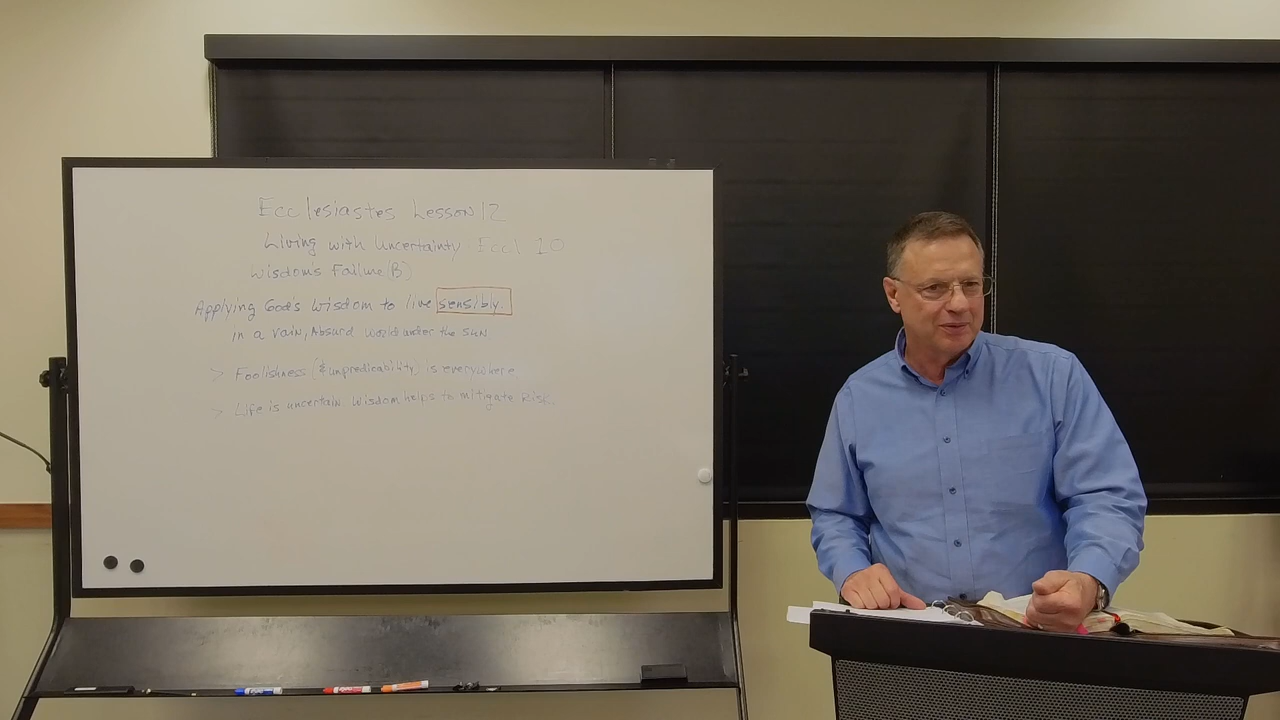 Ecclesiastes Lesson 12
Living with Uncertainty Eccl 10
Wisdom's Failure (B)
Applying God's Wisdom to live sensibly.
in a vain, Absurd World under the SUN
> Foolishness (& unpredicability) is everywhere
> Life is uncertain. Wisdom helps to mitigate Risk.